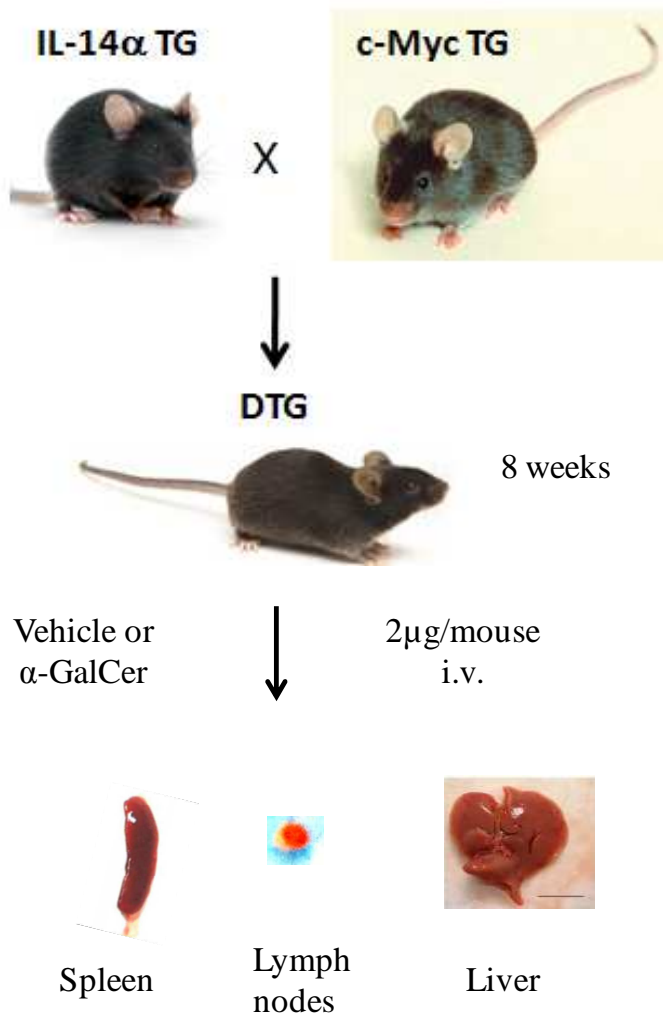 IL-14α TG
c-Myc TG
X
DTG
8 weeks
Vehicle or
α-GalCer
2µg/mouse
i.v.
Spleen
Lymph
nodes
Liver